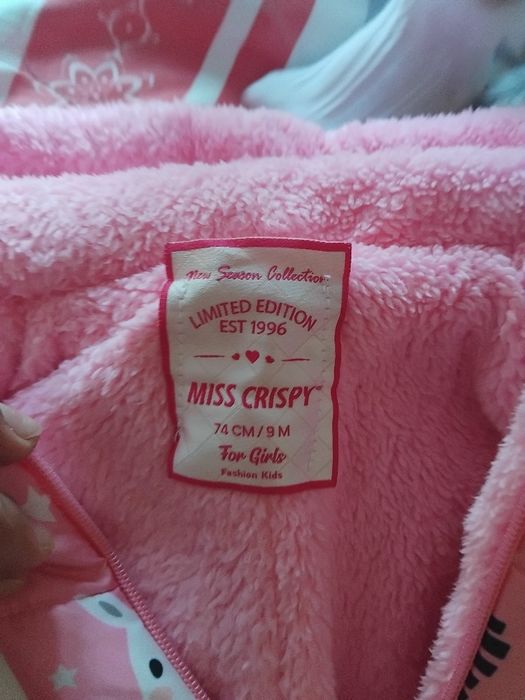 New Season Collection
LIMITED EDITION
EST 1996
MISS CRISPY
74 CM / 9 M
For Girls
Fashion Kids